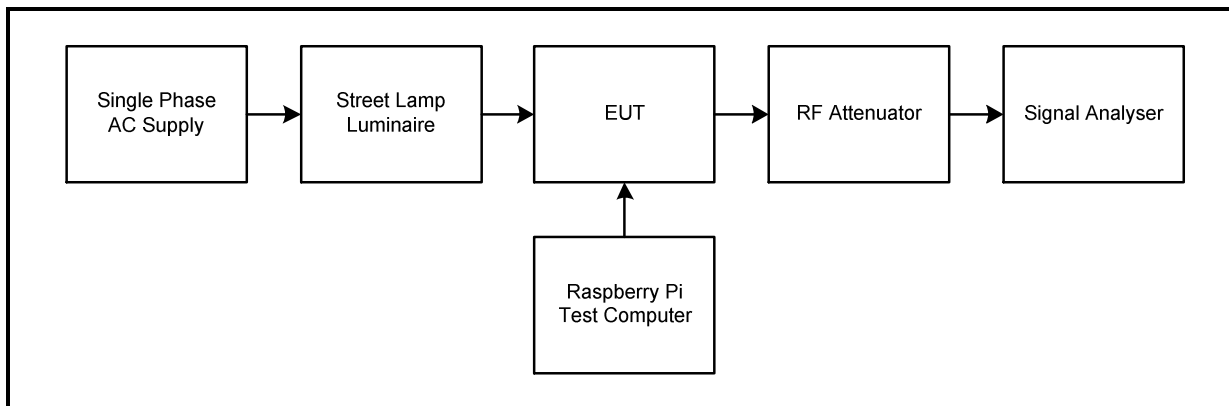 Single Phase
AC Supply
Street Lamp
Luminaire
EUT
RF Attenuator
Signal Analyser
Raspberry Pi
Test Computer